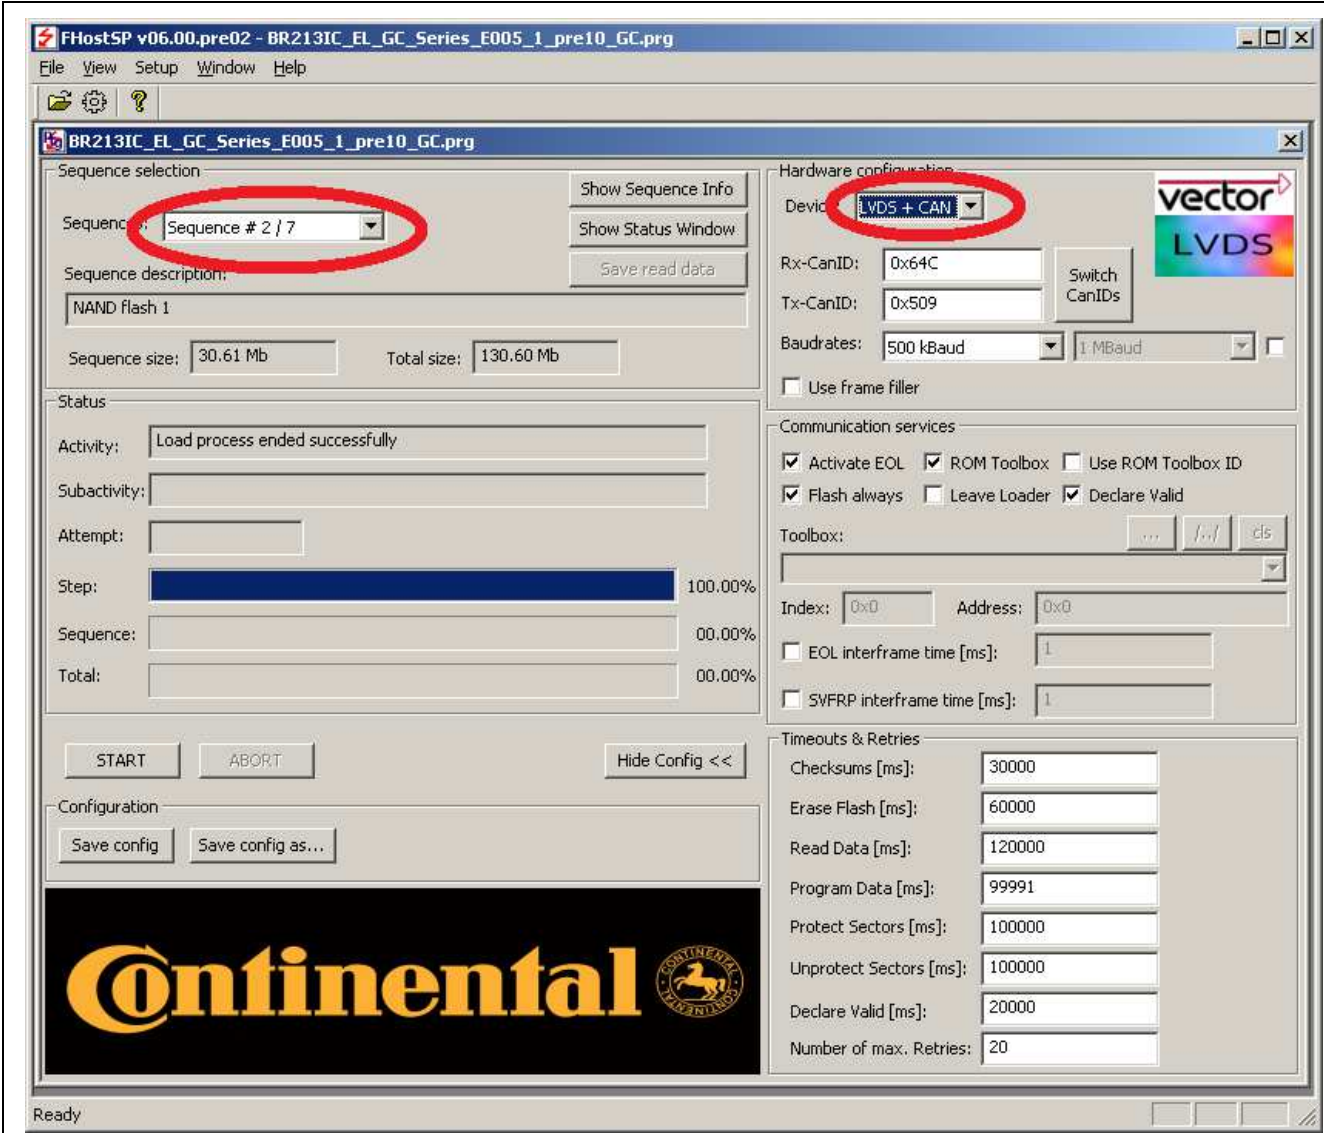 FHostSP v06.00.pre02 - BR213IC_EL_GC_Series_E005_1_pre10_GC.prg
File View Setup Window Help
BR213IC_EL_GC_Series_E005_1_pre10_GC.prg
Sequence selection
Show Sequence Info
Sequences: Sequence # 2 / 7
Show Status Window
Sequence description:
Save read data
NAND flash 1
Sequence size: 30.61 Mb Total size: 130.60 Mb
Status
Activity: Load process ended successfully
Subactivity:
Attempt:
Step: 100.00%
Sequence: 00.00%
Total: 00.00%
START ABORT Hide Config <<
Configuration
Save config Save config as...
Continental
CONTINENTAL CONTINENTAL
Hardware configuration
Device: LVDS + CAN
vector
LVDS
Rx-CanID: 0x64C
Switch CanIDs
Tx-CanID: 0x509
Baudrates: 500 kBaud 1 MBaud
Use frame filler
Communication services
Activate EOL ROM Toolbox Use ROM Toolbox ID
Flash always Leave Loader Declare Valid
Toolbox: ... /../ cls
Index: 0x0 Address: 0x0
EOL interframe time [ms]: 1
SVFRP interframe time [ms]: 1
Timeouts & Retries
Checksums [ms]: 30000
Erase Flash [ms]: 60000
Read Data [ms]: 120000
Program Data [ms]: 99991
Protect Sectors [ms]: 100000
Unprotect Sectors [ms]: 100000
Declare Valid [ms]: 20000
Number of max. Retries: 20
Ready